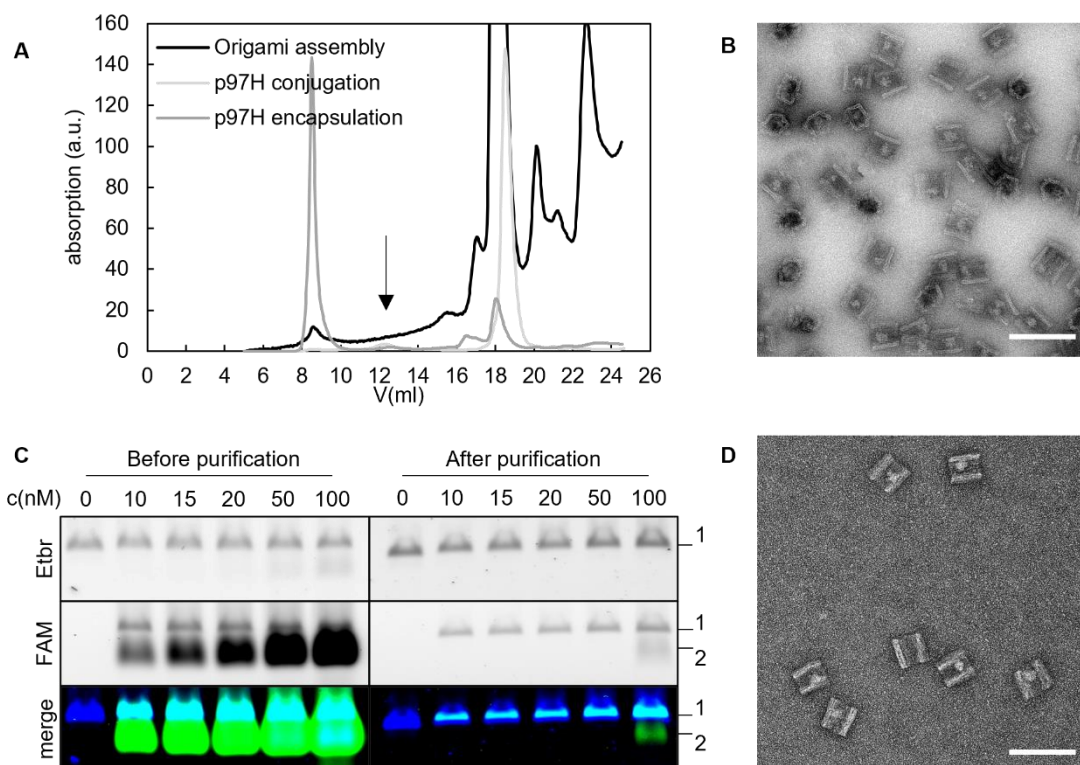 A
160
140
120
100
80
60
40
20
0
absorption (a.u.)
Origami assembly
p97H conjugation
p97H encapsulation
0 2 4 6 8 10 12 14 16 18 20 22 24 26
V(ml)
B
C
Before purification After purification
c(nM) 0 10 15 20 50 100 0 10 15 20 50 100
Etbr 1
FAM 1
2
merge 1
2
D